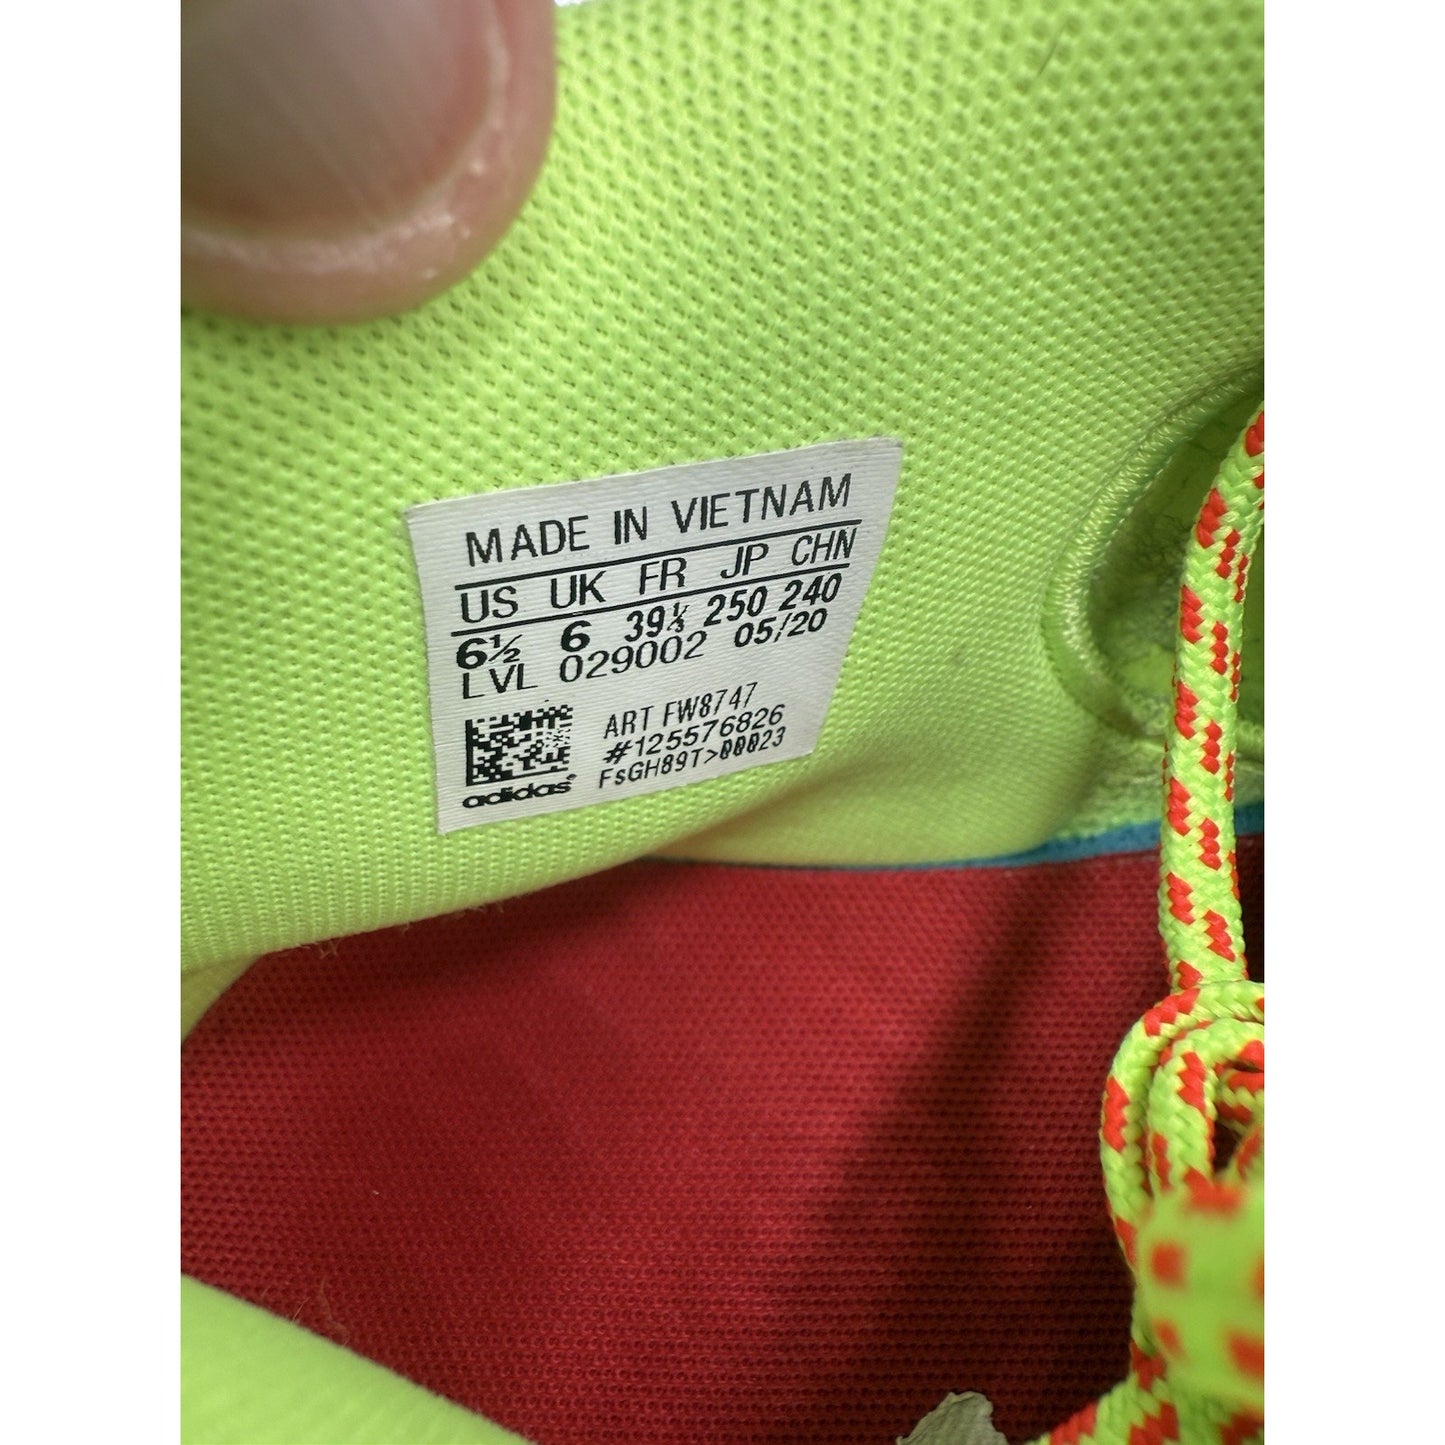 MADE IN VIETNAM
US UK FR JP CHN
6½ 6 39⅓ 250 240
LVL 029002 05/20
ART FW8747
#125576826
FsGH89T>00023
adidas®